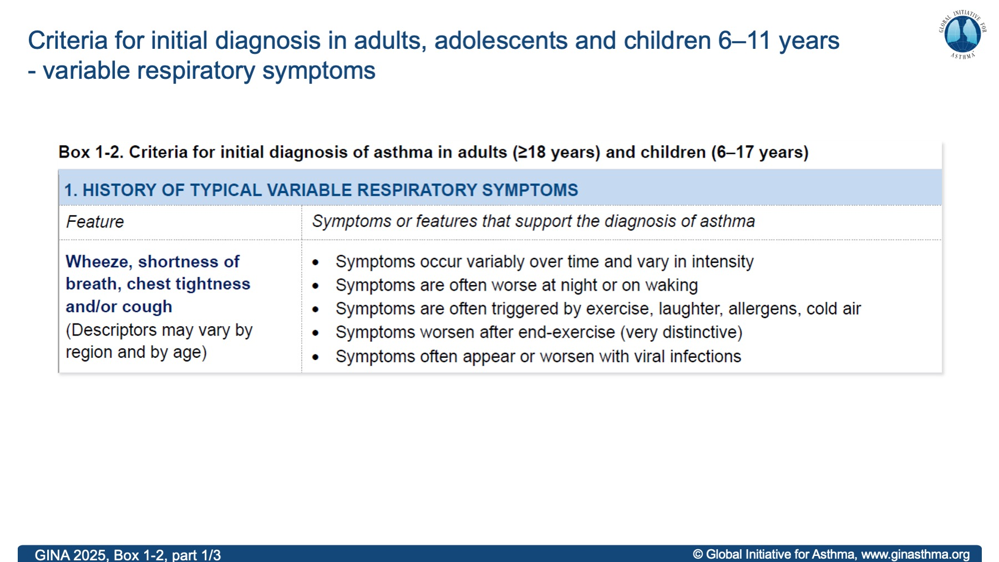 Criteria for initial diagnosis in adults, adolescents and children 6–11 years
- variable respiratory symptoms
GLOBAL INITIATIVE FOR
ASTHMA
Box 1-2. Criteria for initial diagnosis of asthma in adults (≥18 years) and children (6–17 years)
1. HISTORY OF TYPICAL VARIABLE RESPIRATORY SYMPTOMS
Feature
Symptoms or features that support the diagnosis of asthma
Wheeze, shortness of
breath, chest tightness
and/or cough
(Descriptors may vary by
region and by age)
• Symptoms occur variably over time and vary in intensity
• Symptoms are often worse at night or on waking
• Symptoms are often triggered by exercise, laughter, allergens, cold air
• Symptoms worsen after end-exercise (very distinctive)
• Symptoms often appear or worsen with viral infections
GINA 2025, Box 1-2, part 1/3
© Global Initiative for Asthma, www.ginasthma.org